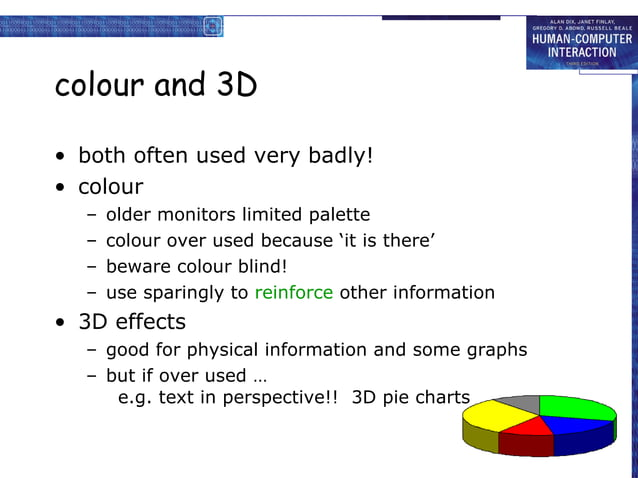 ALAN DIX, JANET FINLAY,
GREGORY D. ABOWD, RUSSELL BEALE
HUMAN-COMPUTER
INTERACTION
THIRD EDITION
colour and 3D
• both often used very badly!
• colour
– older monitors limited palette
– colour over used because ‘it is there’
– beware colour blind!
– use sparingly to reinforce other information
• 3D effects
– good for physical information and some graphs
– but if over used …
e.g. text in perspective!! 3D pie charts